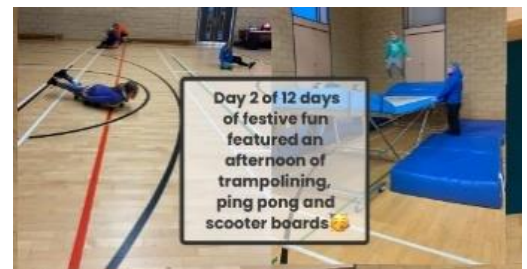 Day 2 of 12 days
of festive fun
featured an
afternoon of
trampolining,
ping pong and
scooter boards🥳